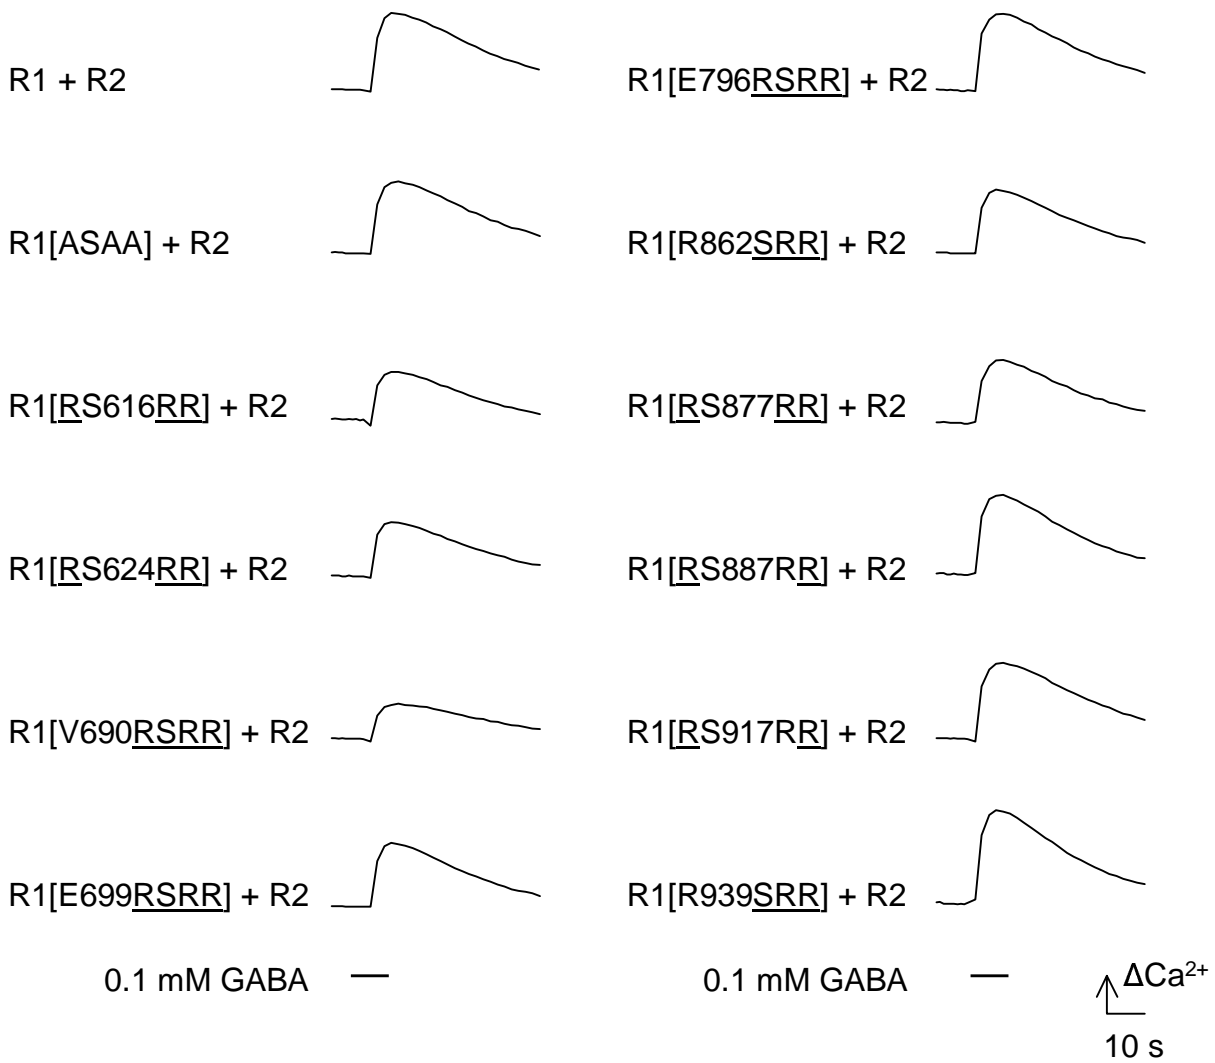 R1 + R2
R1[E796RSRR] + R2
R1[ASAA] + R2
R1[R862SRR] + R2
R1[RS616RR] + R2
R1[RS877RR] + R2
R1[RS624RR] + R2
R1[RS887RR] + R2
R1[V690RSRR] + R2
R1[RS917RR] + R2
R1[E699RSRR] + R2
R1[R939SRR] + R2
0.1 mM GABA
0.1 mM GABA
ΔCa²⁺
10 s